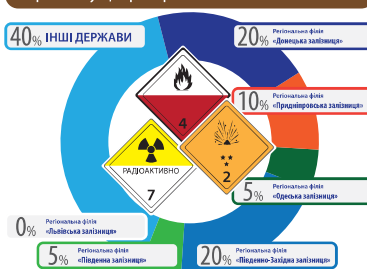 40% ІНШІ ДЕРЖАВИ
20% Регіональна філія
«Донецька залізниця»
10% Регіональна філія
«Придніпровська залізниця»
4
2
РАДІОАКТИВНО
7
5% Регіональна філія
«Одеська залізниця»
0% Регіональна філія
«Львівська залізниця»
5% Регіональна філія
«Південна залізниця»
20% Регіональна філія
«Південно-Західна залізниця»